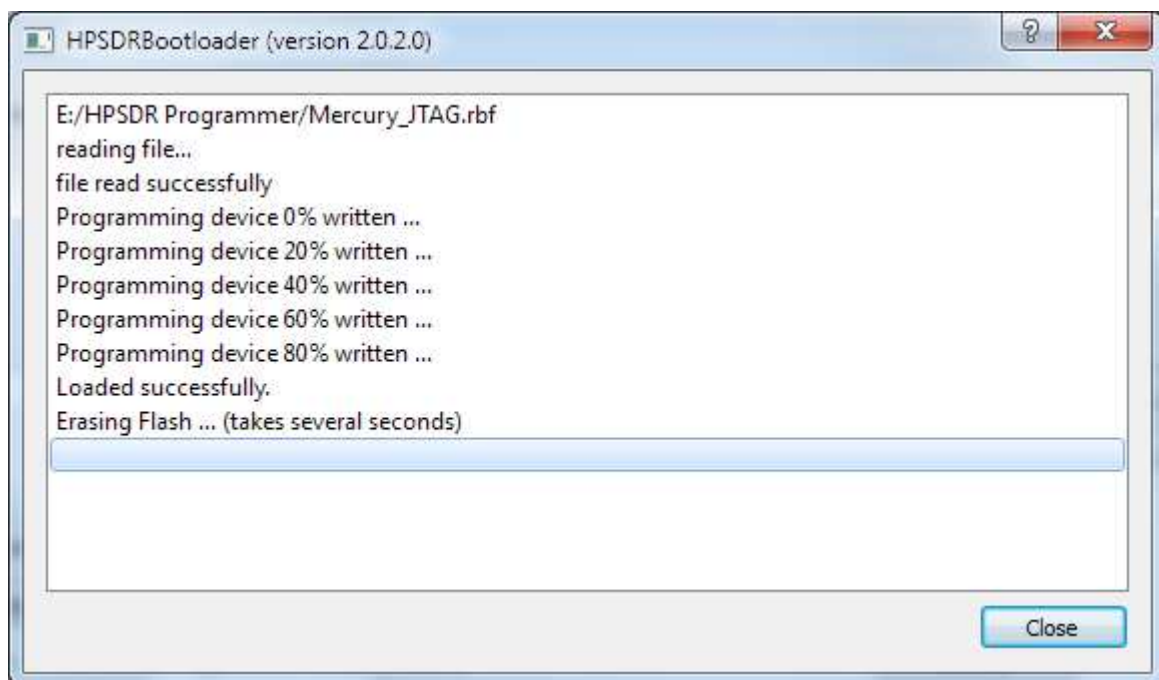 HPSDRBootloader (version 2.0.2.0)
E:/HPSDR Programmer/Mercury_JTAG.rbf
reading file...
file read successfully
Programming device 0% written ...
Programming device 20% written ...
Programming device 40% written ...
Programming device 60% written ...
Programming device 80% written ...
Loaded successfully.
Erasing Flash ... (takes several seconds)
Close